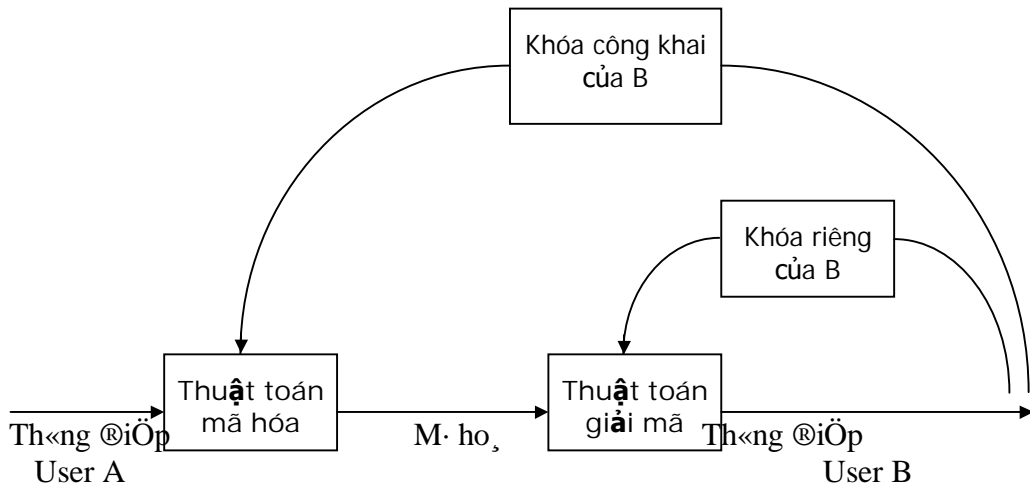 Khóa công khai
của B
Khóa riêng
của B
Thuật toán
mã hóa
Thuật toán
giải mã
Th«ng ®iÖp
User A
M· ho¸
Th«ng ®iÖp
User B